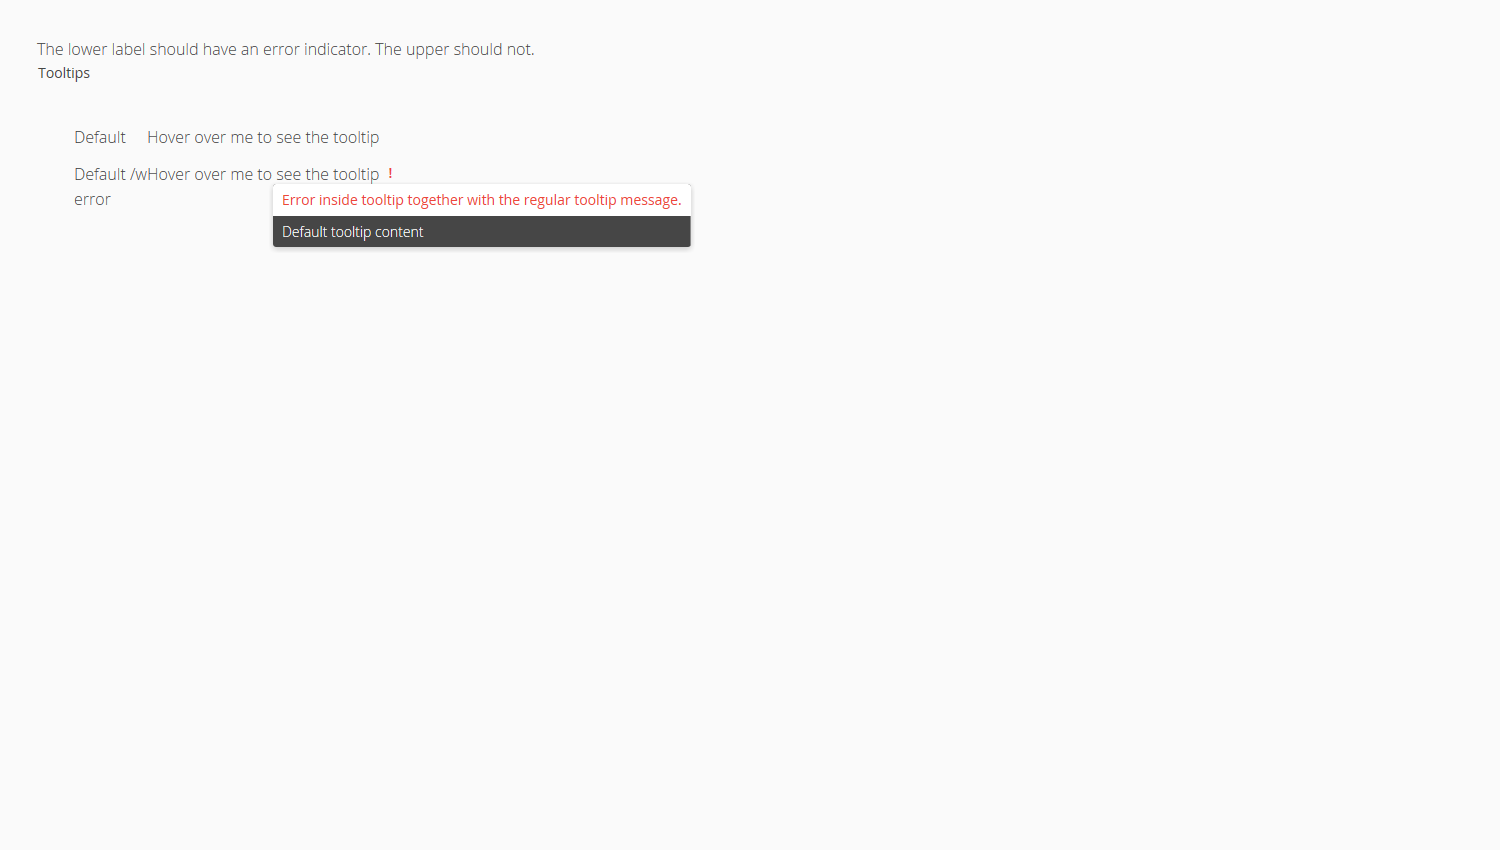 The lower label should have an error indicator. The upper should not.
Tooltips
Default Hover over me to see the tooltip
Default /wHover over me to see the tooltip !
error
Error inside tooltip together with the regular tooltip message.
Default tooltip content